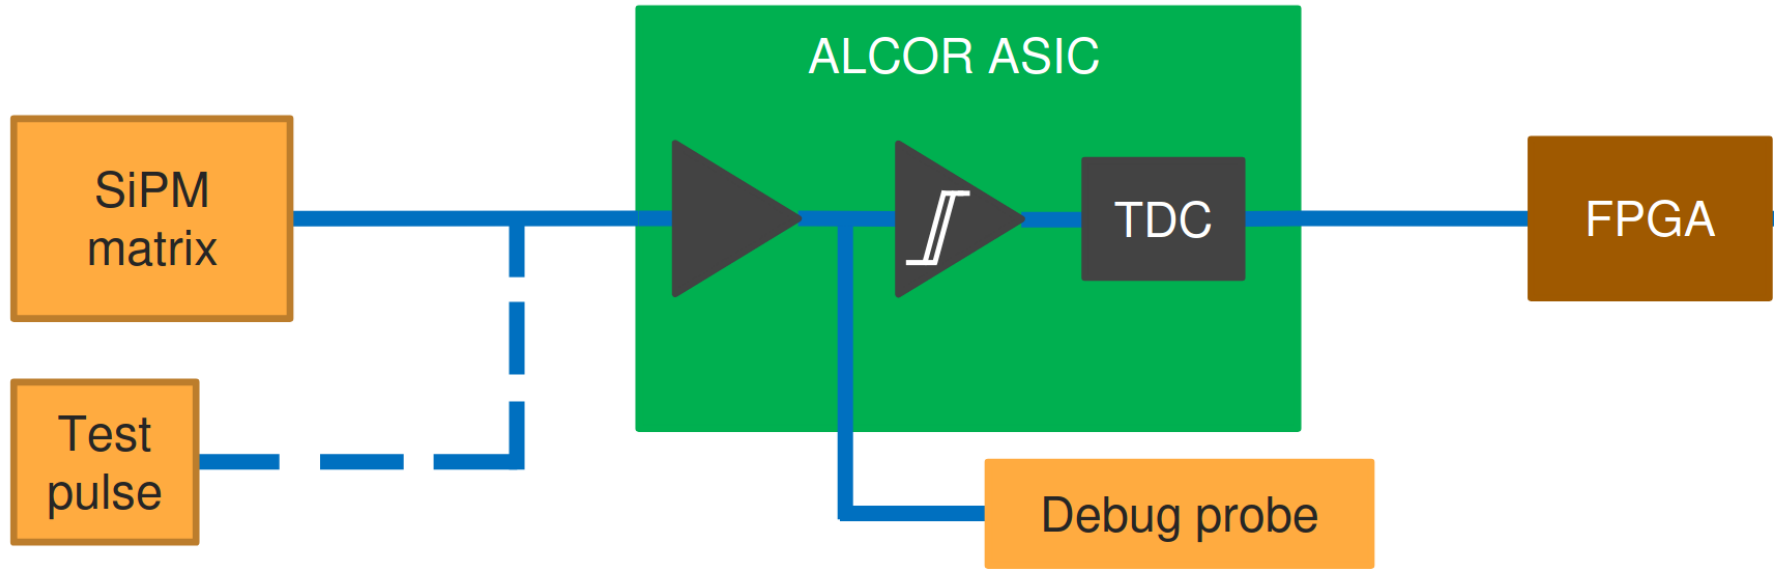 ALCOR ASIC
SiPM
matrix
TDC
FPGA
Test
pulse
Debug probe